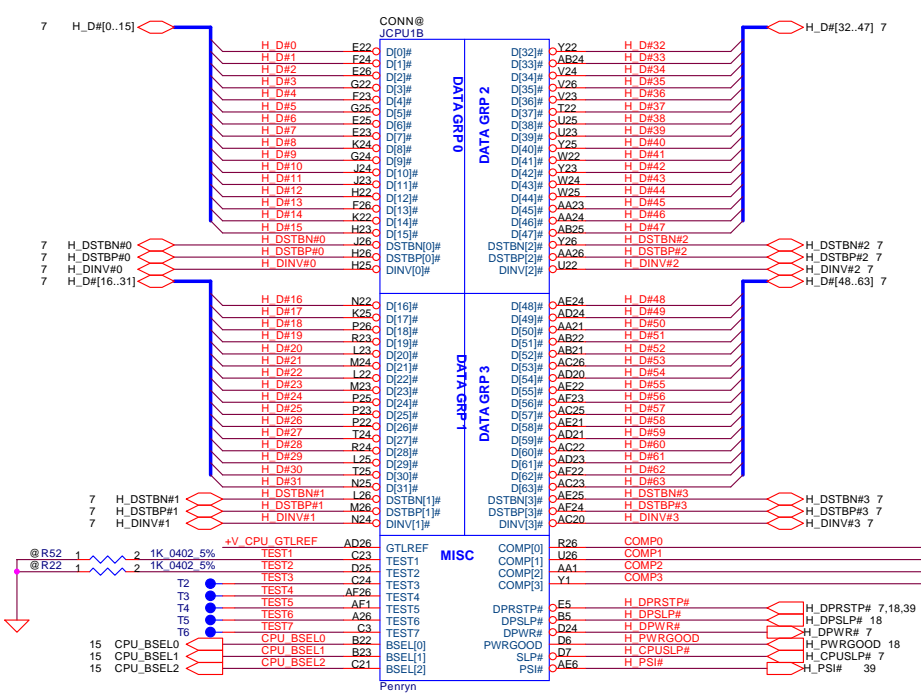 CONN@
JCPU1B
7 H_D#[0..15] H_D#[32..47] 7
H_D#0 E22 D[0]# D[32]# Y22 H_D#32
H_D#1 F24 D[1]# D[33]# AB24 H_D#33
H_D#2 E26 D[2]# D[34]# V24 H_D#34
H_D#3 G22 D[3]# D[35]# V26 H_D#35
H_D#4 F23 D[4]# D[36]# V23 H_D#36
H_D#5 G25 D[5]# D[37]# T22 H_D#37
H_D#6 E25 D[6]# D[38]# U25 H_D#38
H_D#7 E23 D[7]# D[39]# U23 H_D#39
H_D#8 K24 D[8]# D[40]# Y25 H_D#40
H_D#9 G24 D[9]# D[41]# W22 H_D#41
H_D#10 J24 D[10]# D[42]# Y23 H_D#42
H_D#11 J23 D[11]# D[43]# W24 H_D#43
H_D#12 H22 D[12]# D[44]# W25 H_D#44
H_D#13 F26 D[13]# D[45]# AA23 H_D#45
H_D#14 K22 D[14]# D[46]# AA24 H_D#46
H_D#15 H23 D[15]# D[47]# AB25 H_D#47
7 H_DSTBN#0 H_DSTBN#0 J26 DSTBN[0]# DSTBN[2]# Y26 H_DSTBN#2 H_DSTBN#2 7
7 H_DSTBP#0 H_DSTBP#0 H26 DSTBP[0]# DSTBP[2]# AA26 H_DSTBP#2 H_DSTBP#2 7
7 H_DINV#0 H_DINV#0 H25 DINV[0]# DINV[2]# U22 H_DINV#2 H_DINV#2 7
DATA GRP 0
DATA GRP 2
7 H_D#[16..31] H_D#[48..63] 7
H_D#16 N22 D[16]# D[48]# AE24 H_D#48
H_D#17 K25 D[17]# D[49]# AD24 H_D#49
H_D#18 P26 D[18]# D[50]# AA21 H_D#50
H_D#19 R23 D[19]# D[51]# AB22 H_D#51
H_D#20 L23 D[20]# D[52]# AB21 H_D#52
H_D#21 M24 D[21]# D[53]# AC26 H_D#53
H_D#22 L22 D[22]# D[54]# AD20 H_D#54
H_D#23 M23 D[23]# D[55]# AE22 H_D#55
H_D#24 P25 D[24]# D[56]# AF23 H_D#56
H_D#25 P23 D[25]# D[57]# AC25 H_D#57
H_D#26 P22 D[26]# D[58]# AE21 H_D#58
H_D#27 T24 D[27]# D[59]# AD21 H_D#59
H_D#28 R24 D[28]# D[60]# AC22 H_D#60
H_D#29 L25 D[29]# D[61]# AD23 H_D#61
H_D#30 T25 D[30]# D[62]# AF22 H_D#62
H_D#31 N25 D[31]# D[63]# AC23 H_D#63
7 H_DSTBN#1 H_DSTBN#1 L26 DSTBN[1]# DSTBN[3]# AE25 H_DSTBN#3 H_DSTBN#3 7
7 H_DSTBP#1 H_DSTBP#1 M26 DSTBP[1]# DSTBP[3]# AF24 H_DSTBP#3 H_DSTBP#3 7
7 H_DINV#1 H_DINV#1 N24 DINV[1]# DINV[3]# AC20 H_DINV#3 H_DINV#3 7
DATA GRP 1
DATA GRP 3
MISC
+V_CPU_GTLREF AD26 GTLREF COMP[0] R26 COMP0
@R52 1 2 1K_0402_5% TEST1 C23 TEST1 COMP[1] U26 COMP1
@R22 1 2 1K_0402_5% TEST2 D25 TEST2 COMP[2] AA1 COMP2
T2 TEST3 C24 TEST3 COMP[3] Y1 COMP3
T3 TEST4 AF26 TEST4
T4 TEST5 AF1 TEST5 DPRSTP# E5 H_DPRSTP# H_DPRSTP# 7,18,39
T5 TEST6 A26 TEST6 DPSLP# B5 H_DPSLP# H_DPSLP# 18
T6 TEST7 C3 TEST7 DPWR# D24 H_DPWR# H_DPWR# 7
15 CPU_BSEL0 CPU_BSEL0 B22 BSEL[0] PWRGOOD D6 H_PWRGOOD H_PWRGOOD 18
15 CPU_BSEL1 CPU_BSEL1 B23 BSEL[1] SLP# D7 H_CPUSLP# H_CPUSLP# 7
15 CPU_BSEL2 CPU_BSEL2 C21 BSEL[2] PSI# AE6 H_PSI# H_PSI# 39
Penryn